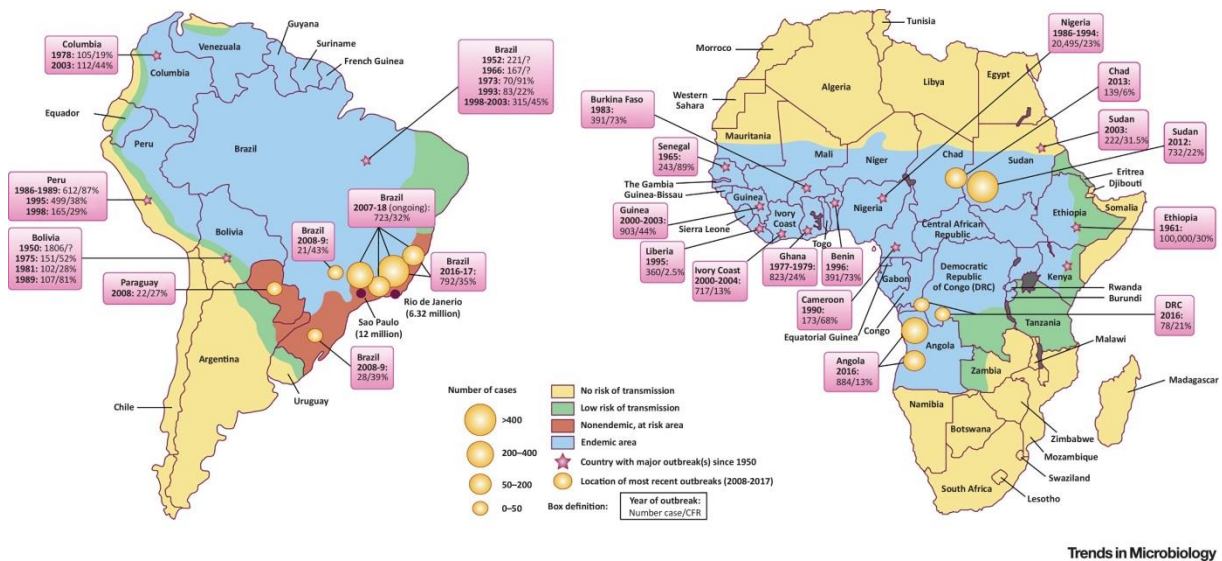 Guyana
Suriname
French Guinea
Venezuala
Columbia
1978: 105/19%
2003: 112/44%
Columbia
Brazil
1952: 221/?
1966: 167/?
1973: 70/91%
1993: 83/22%
1998-2003: 315/45%
Equador
Peru
Brazil
Peru
1986-1989: 612/87%
1995: 499/38%
1998: 165/29%
Bolivia
Bolivia
1950: 1806/?
1975: 151/52%
1981: 102/28%
1989: 107/81%
Brazil
2007-18 (ongoing):
723/32%
Brazil
2008-9:
21/43%
Brazil
2016-17:
792/35%
Paraguay
2008: 22/27%
Rio de Janerio
(6.32 million)
Sao Paulo
(12 million)
Brazil
2008-9:
28/39%
Argentina
Chile
Uruguay
Number of cases
>400
200–400
50–200
0–50
No risk of transmission
Low risk of transmission
Nonendemic, at risk area
Endemic area
Country with major outbreak(s) since 1950
Location of most recent outbreaks (2008-2017)
Box definition:
Year of outbreak:
Number case/CFR
Tunisia
Morroco
Algeria
Libya
Egypt
Western
Sahara
Mauritania
Nigeria
1986-1994:
20,495/23%
Chad
2013:
139/6%
Sudan
2003:
222/31.5%
Sudan
2012:
732/22%
Burkina Faso
1983:
391/73%
Senegal
1965:
243/89%
Mali
Niger
Chad
Sudan
Eritrea
Djibouti
Somalia
The Gambia
Guinea-Bissau
Guinea
Guinea
2000-2003:
903/44%
Sierra Leone
Ivory
Coast
Nigeria
Togo
Central African
Republic
Ethiopia
Ethiopia
1961:
100,000/30%
Liberia
1995:
360/2.5%
Ivory Coast
2000-2004:
717/13%
Ghana
1977-1979:
823/24%
Benin
1996:
391/73%
Cameroon
1990:
173/68%
Equatorial Guinea
Gabon
Congo
Democratic
Republic
of Congo (DRC)
Kenya
Rwanda
Burundi
DRC
2016:
78/21%
Tanzania
Malawi
Angola
Angola
2016:
884/13%
Zambia
Madagascar
Namibia
Botswana
Zimbabwe
Mozambique
Swaziland
South Africa
Lesotho
Trends in Microbiology